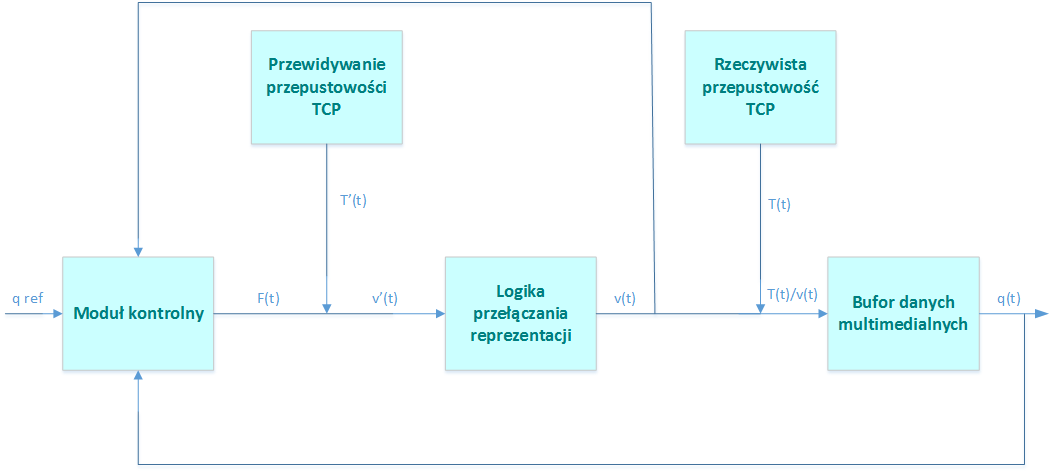 Przewidywanie
przepustowości
TCP
Rzeczywista
przepustowość
TCP
T’(t)
T(t)
q ref
Moduł kontrolny
F(t)
v’(t)
Logika
przełączania
reprezentacji
v(t)
T(t)/v(t)
Bufor danych
multimedialnych
q(t)